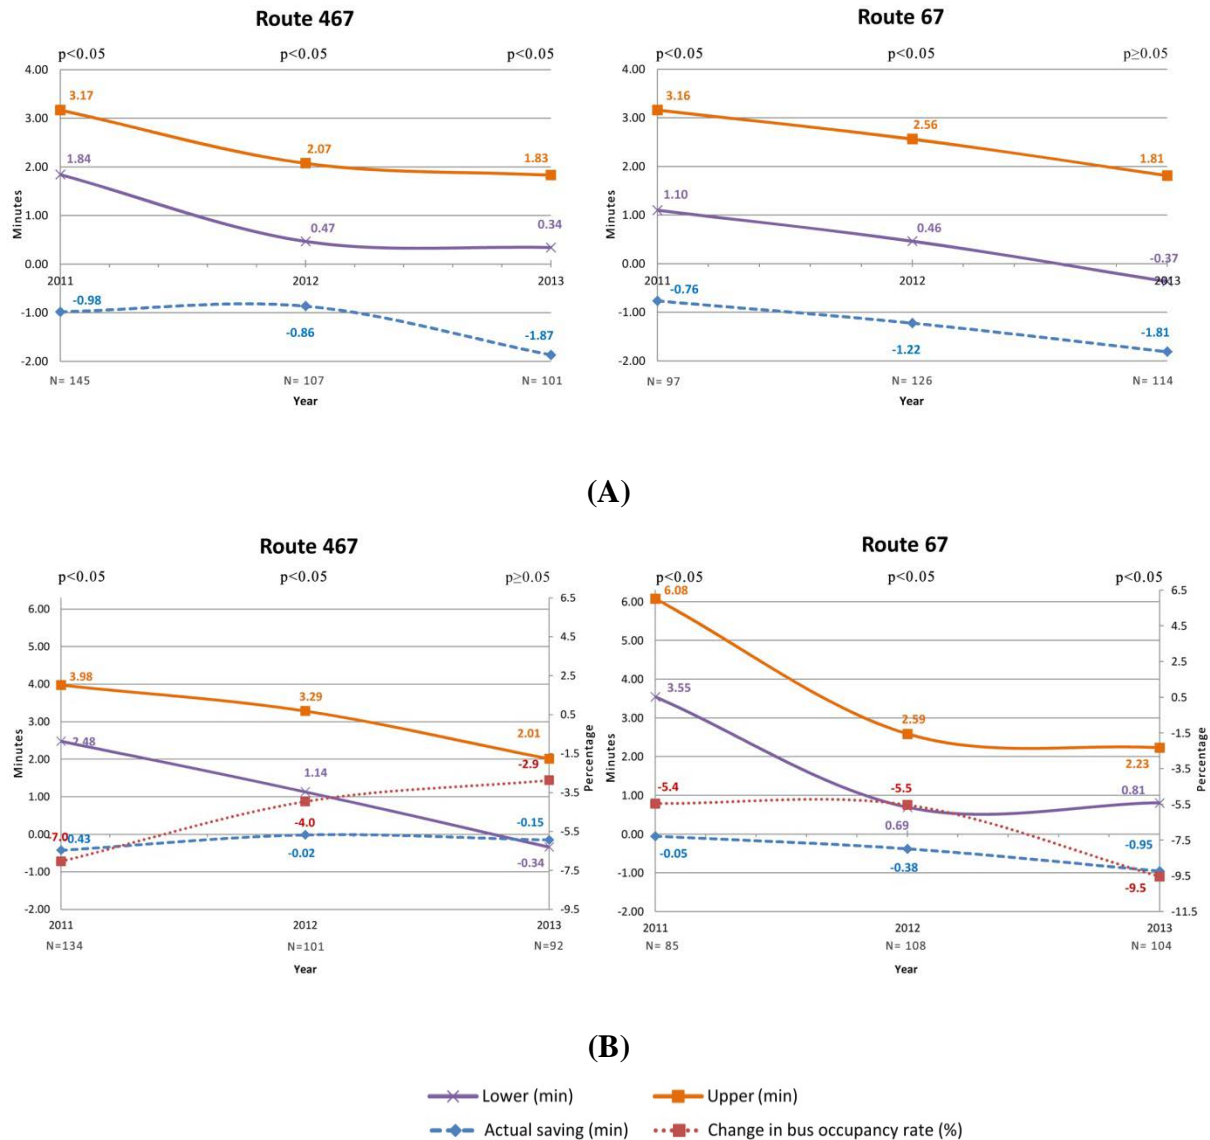 (A)
Route 467
p<0.05 p<0.05 p<0.05
4.00
3.00
2.00
1.00
0.00
-1.00
-2.00
Minutes
3.17 2.07 1.83
1.84 0.47 0.34
2011 2012 2013
-0.98 -0.86 -1.87
N= 145 N= 107 N= 101
Year
Route 67
p<0.05 p<0.05 p≥0.05
4.00
3.00
2.00
1.00
0.00
-1.00
-2.00
Minutes
3.16 2.56 1.81
1.10 0.46 -0.37
2011 2012 2013
-0.76 -1.22 -1.81
N= 97 N= 126 N= 114
Year
(A)
Route 467
p<0.05 p<0.05 p≥0.05
6.00
5.00
4.00
3.00
2.00
1.00
0.00
-1.00
-2.00
Minutes
3.98 3.29 2.01
2.48 1.14 -0.34
7.0 -4.0 -2.9
0.43 -0.02 -0.15
6.5
4.5
2.5
0.5
-1.5
-3.5
-5.5
-7.5
-9.5
Percentage
2011 2012 2013
N=134 N=101 N=92
Year
Route 67
p<0.05 p<0.05 p<0.05
6.00
5.00
4.00
3.00
2.00
1.00
0.00
-1.00
-2.00
Minutes
6.08 2.59 2.23
3.55 0.69 0.81
-5.4 -5.5 -9.5
-0.05 -0.38 -0.95
6.5
4.5
2.5
0.5
-1.5
-3.5
-5.5
-7.5
-9.5
-11.5
Percentage
2011 2012 2013
N= 85 N= 108 N= 104
Year
(B)
Lower (min) Upper (min)
Actual saving (min) Change in bus occupancy rate (%)